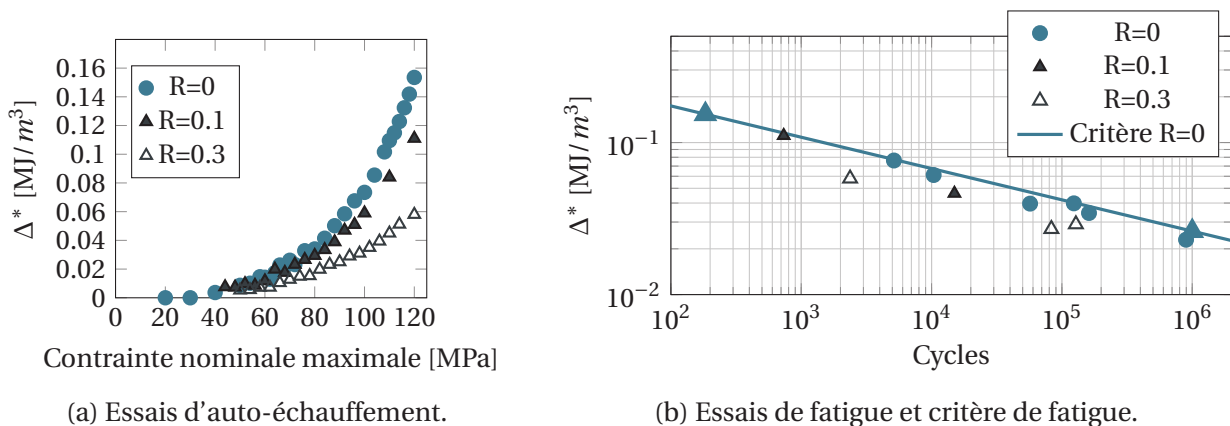 0
0.02
0.04
0.06
0.08
0.1
0.12
0.14
0.16
Δ* [MJ/m³]
R=0
R=0.1
R=0.3
0 20 40 60 80 100 120
Contrainte nominale maximale [MPa]
(a) Essais d'auto-échauffement.
10⁻¹
10⁻²
Δ* [MJ/m³]
R=0
R=0.1
R=0.3
Critère R=0
10² 10³ 10⁴ 10⁵ 10⁶
Cycles
(b) Essais de fatigue et critère de fatigue.